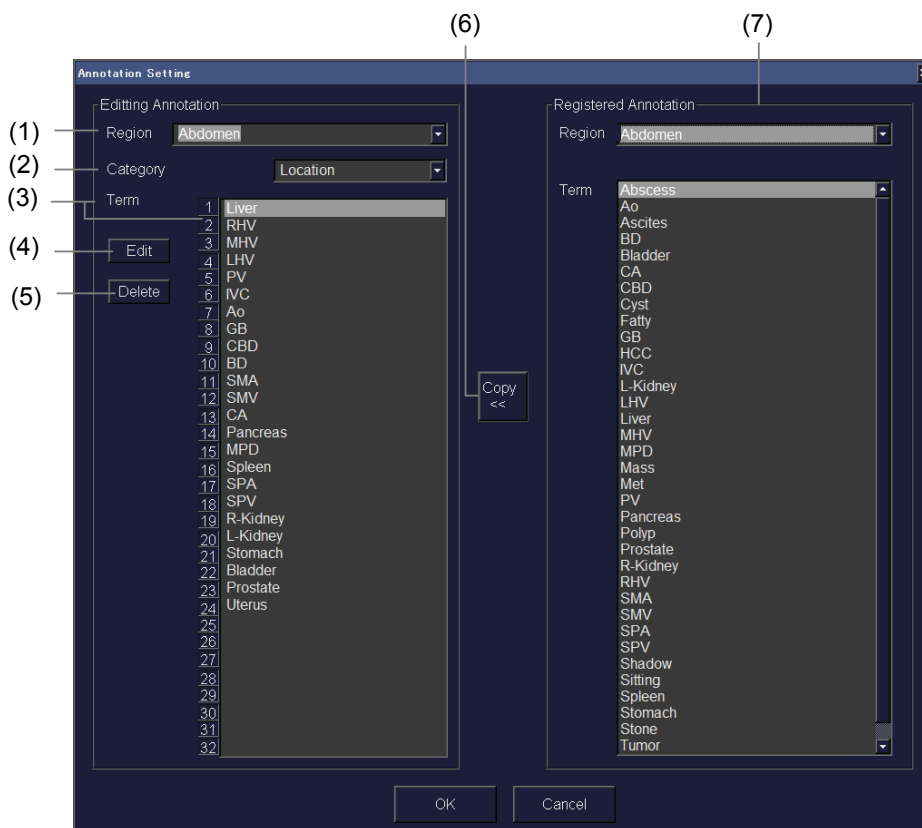 (6)
(7)
Annotation Setting
Editting Annotation
(1)
Region
Abdomen
(2)
Category
Location
(3)
Term
(4)
Edit
(5)
Delete
1 Liver
2 RHV
3 MHV
4 LHV
5 PV
6 IVC
7 Ao
8 GB
9 CBD
10 BD
11 SMA
12 SMV
13 CA
14 Pancreas
15 MPD
16 Spleen
17 SPA
18 SPV
19 R-Kidney
20 L-Kidney
21 Stomach
22 Bladder
23 Prostate
24 Uterus
25
26
27
28
29
30
31
32
Copy
<<
Registered Annotation
Region
Abdomen
Term
Abscess
Ao
Ascites
BD
Bladder
CA
CBD
Cyst
Fatty
GB
HCC
IVC
L-Kidney
LHV
Liver
MHV
MPD
Mass
Met
PV
Pancreas
Polyp
Prostate
R-Kidney
RHV
SMA
SMV
SPA
SPV
Shadow
Sitting
Spleen
Stomach
Stone
Tumor
OK
Cancel